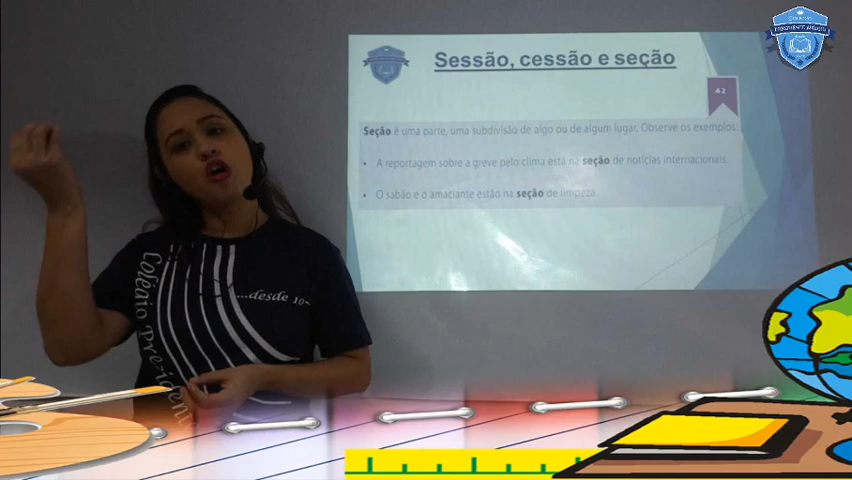 Sessão, cessão e seção
42
Seção é uma parte, uma subdivisão de algo ou de algum lugar. Observe os exemplos:
• A reportagem sobre a greve pelo clima está na seção de notícias internacionais.
• O sabão e o amaciante estão na seção de limpeza.
Colégio Presidente
...desde